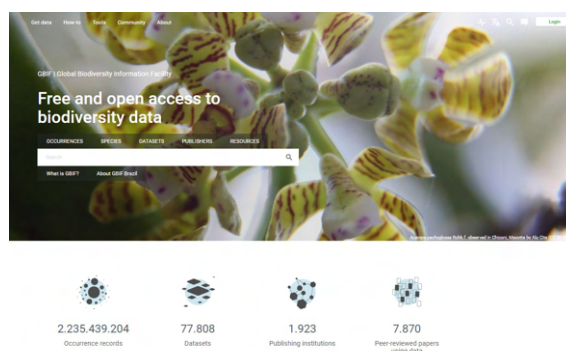 Get data How-to Tools Community About Login
GBIF | Global Biodiversity Information Facility
Free and open access to
biodiversity data
OCCURRENCES SPECIES DATASETS PUBLISHERS RESOURCES
Search
What is GBIF? About GBIF Brazil
2.235.439.204 77.808 1.923 7.870
Occurrence records Datasets Publishing institutions Peer-reviewed papers
using data